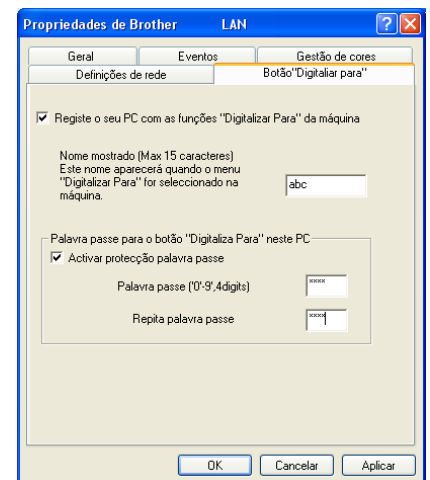 Propriedades de Brother LAN
Geral Eventos Gestão de cores
Definições de rede Botão"Digitaliar para"
Registe o seu PC com as funções "Digitalizar Para" da máquina
Nome mostrado (Max 15 caracteres)
Este nome aparecerá quando o menu
"Digitalizar Para" for seleccionado na
máquina.
abc
Palavra passe para o botão "Digitaliza Para" neste PC
Activar protecção palavra passe
Palavra passe ('0'-9',4digits) ****
Repita palavra passe ****
OK Cancelar Aplicar